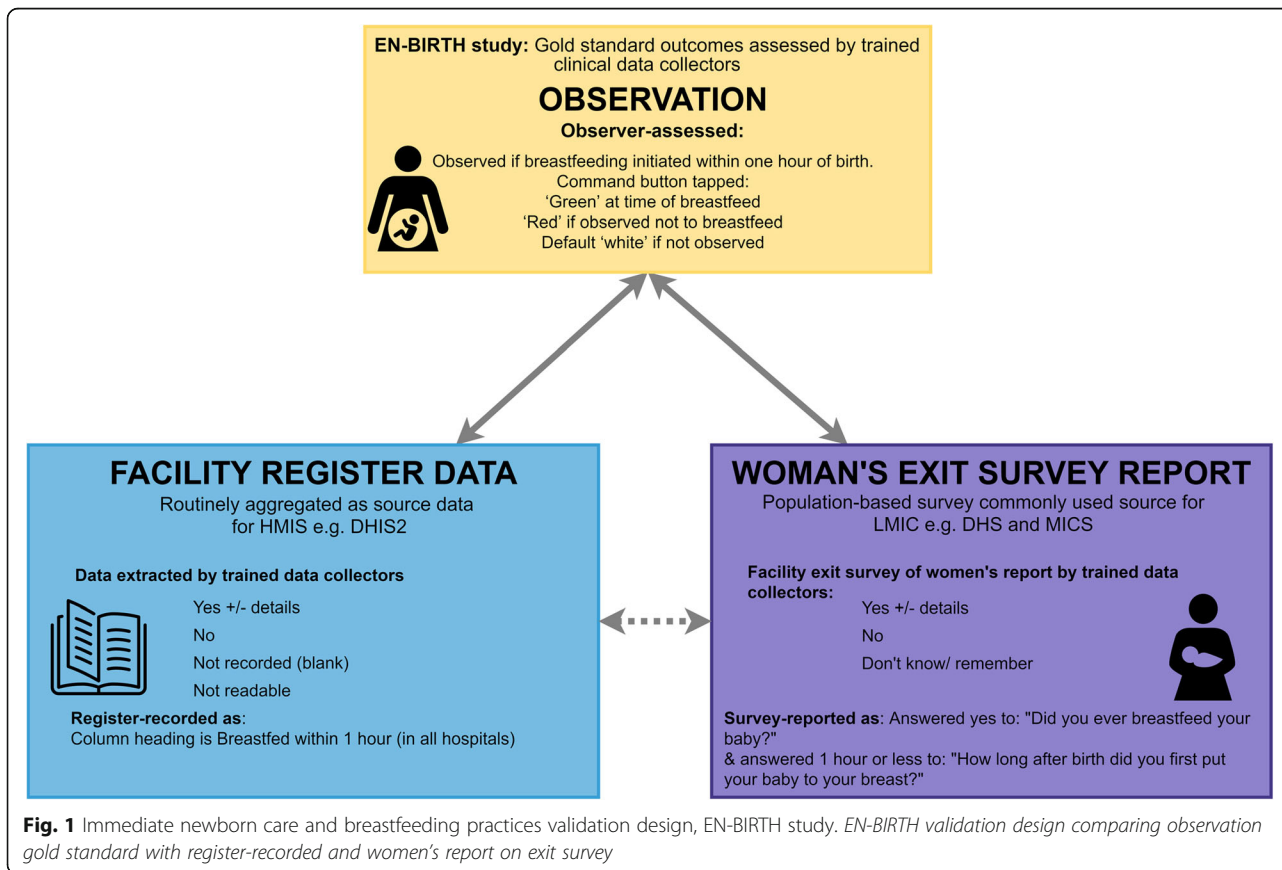 EN-BIRTH study: Gold standard outcomes assessed by trained
clinical data collectors
OBSERVATION
Observer-assessed:
Observed if breastfeeding initiated within one hour of birth.
Command button tapped:
‘Green’ at time of breastfeed
‘Red’ if observed not to breastfeed
Default ‘white’ if not observed
FACILITY REGISTER DATA
Routinely aggregated as source data
for HMIS e.g. DHIS2
Data extracted by trained data collectors
Yes +/- details
No
Not recorded (blank)
Not readable
Register-recorded as:
Column heading is Breastfed within 1 hour (in all hospitals)
WOMAN'S EXIT SURVEY REPORT
Population-based survey commonly used source for
LMIC e.g. DHS and MICS
Facility exit survey of women's report by trained data
collectors:
Yes +/- details
No
Don't know/ remember
Survey-reported as: Answered yes to: "Did you ever breastfeed your
baby?"
& answered 1 hour or less to: "How long after birth did you first put
your baby to your breast?"
Fig. 1 Immediate newborn care and breastfeeding practices validation design, EN-BIRTH study. EN-BIRTH validation design comparing observation
gold standard with register-recorded and women’s report on exit survey